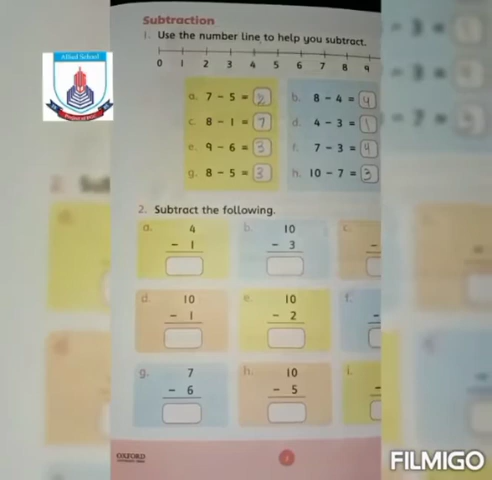 Subtraction
1. Use the number line to help you subtract.
0 1 2 3 4 5 6 7 8 9
a. 7 - 5 = 2 b. 8 - 4 = 4
c. 8 - 1 = 7 d. 4 - 3 = 1
e. 9 - 6 = 3 f. 7 - 3 = 4
g. 8 - 5 = 3 h. 10 - 7 = 3
2. Subtract the following.
a. 4 b. 10 c.
- 1 - 3 -
d. 10 e. 10 f.
- 1 - 2 -
g. 7 h. 10 i.
- 6 - 5 -
OXFORD
Allied School
FILMIGO